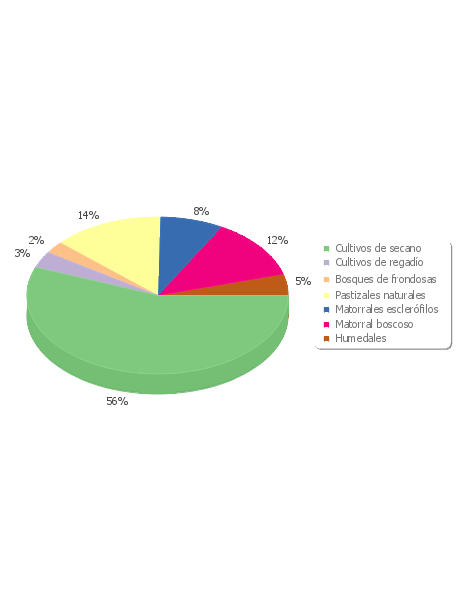 14%
8%
2%
12%
3%
5%
56%
Cultivos de secano
Cultivos de regadío
Bosques de frondosas
Pastizales naturales
Matorrales esclerófilos
Matorral boscoso
Humedales